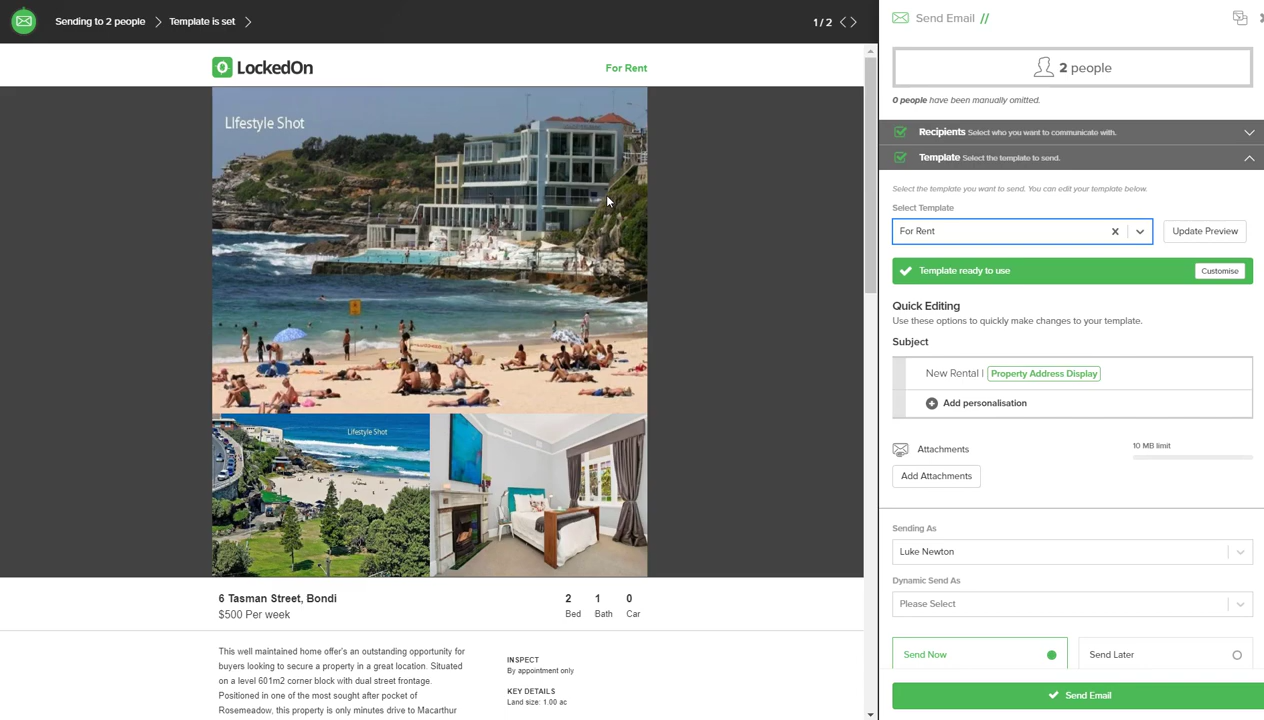 Sending to 2 people
Template is set
1 / 2
LockedOn
For Rent
LIfestyle Shot
Lifestyle Shot
6 Tasman Street, Bondi
$500 Per week
2 1 0
Bed Bath Car
This well maintained home offer's an outstanding opportunity for
buyers looking to secure a property in a great location. Situated
on a level 601m2 corner block with dual street frontage.
Positioned in one of the most sought after pocket of
Rosemeadow, this property is only minutes drive to Macarthur
INSPECT
By appointment only
KEY DETAILS
Land size: 1.00 ac
Send Email //
2 people
0 people have been manually omitted.
Recipients Select who you want to communicate with.
Template Select the template to send.
Select the template you want to send. You can edit your template below.
Select Template
For Rent
Update Preview
Template ready to use
Customise
Quick Editing
Use these options to quickly make changes to your template.
Subject
New Rental | Property Address Display
Add personalisation
Attachments
10 MB limit
Add Attachments
Sending As
Luke Newton
Dynamic Send As
Please Select
Send Now
Send Later
Send Email